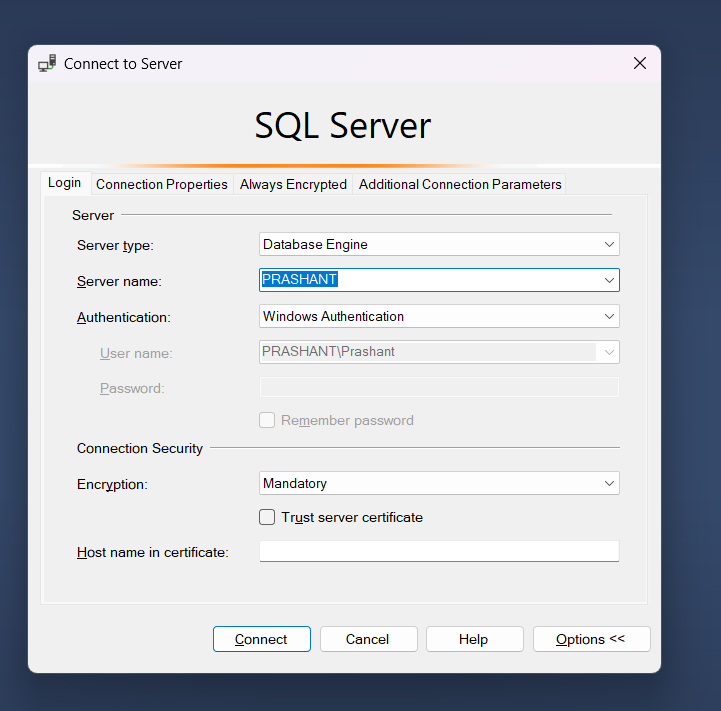 Connect to Server
SQL Server
Login Connection Properties Always Encrypted Additional Connection Parameters
Server
Server type: Database Engine
Server name: PRASHANT
Authentication: Windows Authentication
User name: PRASHANT\Prashant
Password:
Remember password
Connection Security
Encryption: Mandatory
Trust server certificate
Host name in certificate:
Connect Cancel Help Options <<